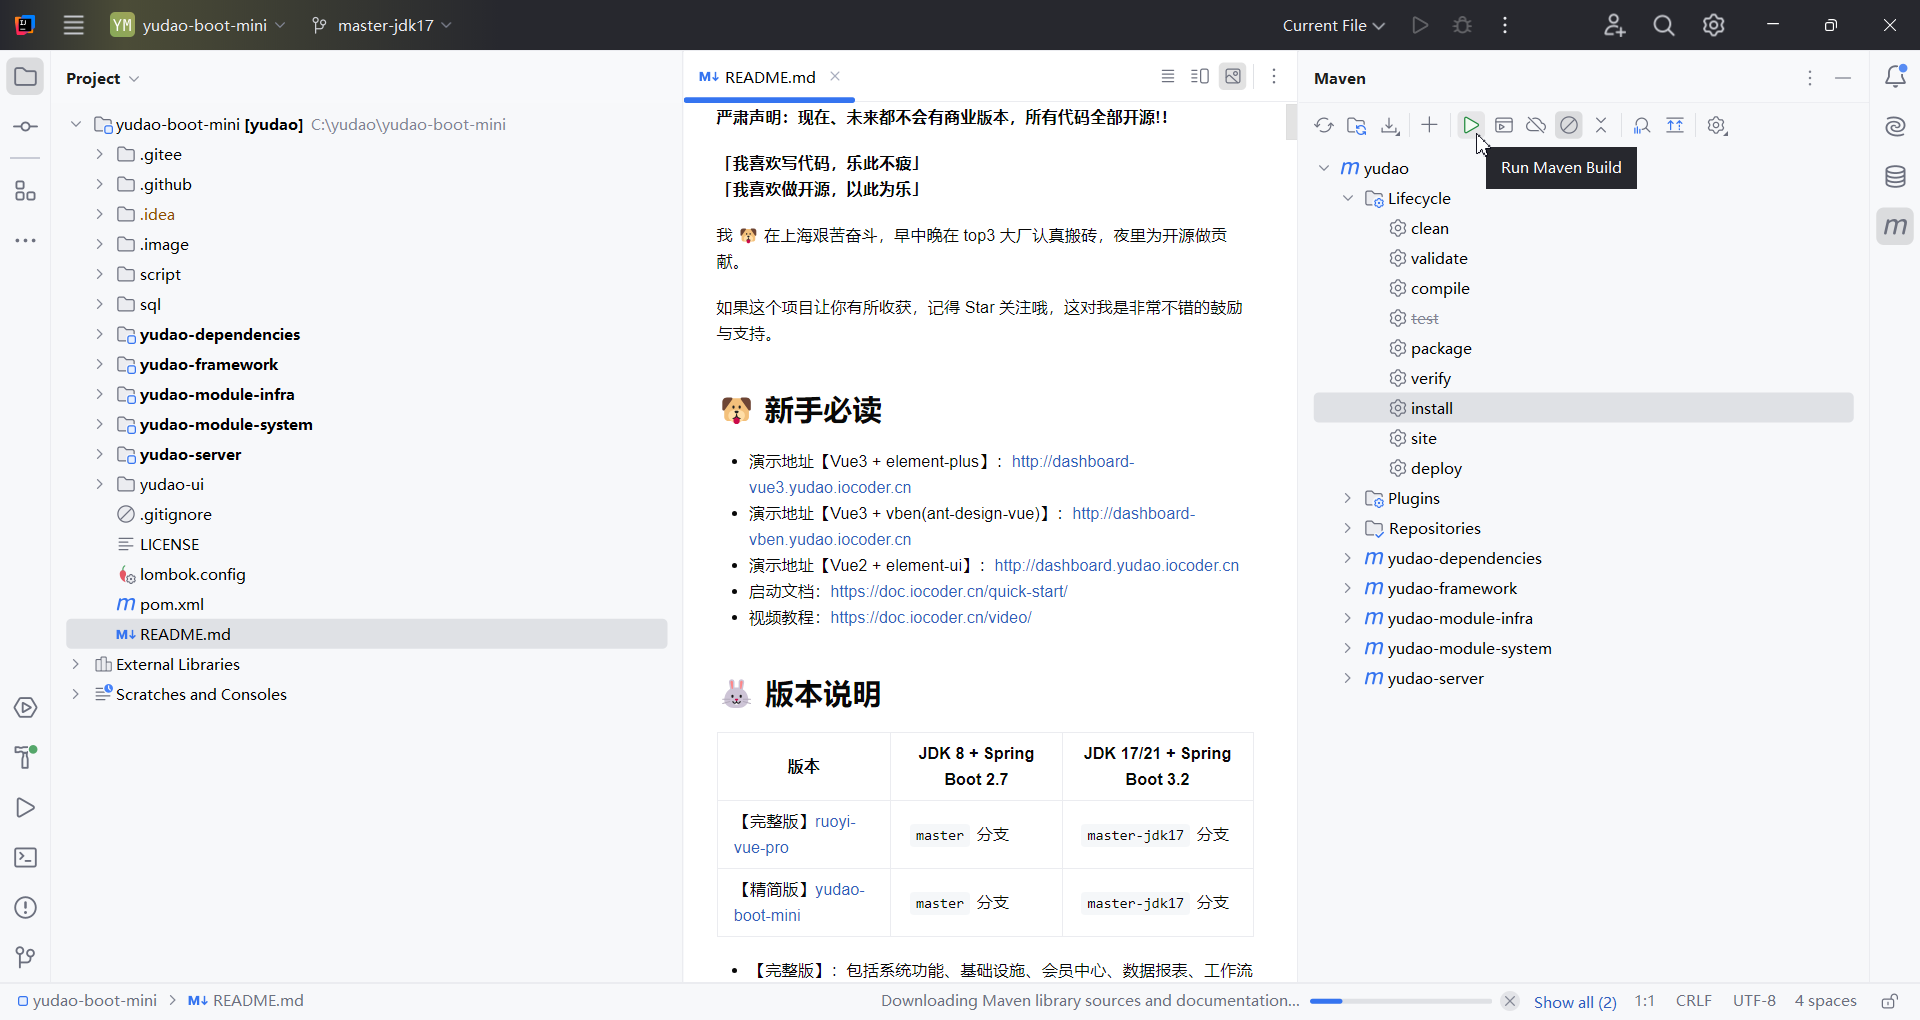 YM yudao-boot-mini master-jdk17 Current File
Project
yudao-boot-mini [yudao] C:\yudao\yudao-boot-mini
.gitee
.github
.idea
.image
script
sql
yudao-dependencies
yudao-framework
yudao-module-infra
yudao-module-system
yudao-server
yudao-ui
.gitignore
LICENSE
lombok.config
m pom.xml
M↓ README.md
External Libraries
Scratches and Consoles
M↓ README.md
严肃声明：现在、未来都不会有商业版本，所有代码全部开源!!
「我喜欢写代码，乐此不疲」
「我喜欢做开源，以此为乐」
我 🐶 在上海艰苦奋斗，早中晚在 top3 大厂认真搬砖，夜里为开源做贡
献。
如果这个项目让你有所收获，记得 Star 关注哦，这对我是非常不错的鼓励
与支持。
🐶 新手必读
• 演示地址【Vue3 + element-plus】：http://dashboard-
vue3.yudao.iocoder.cn
• 演示地址【Vue3 + vben(ant-design-vue)】：http://dashboard-
vben.yudao.iocoder.cn
• 演示地址【Vue2 + element-ui】：http://dashboard.yudao.iocoder.cn
• 启动文档：https://doc.iocoder.cn/quick-start/
• 视频教程：https://doc.iocoder.cn/video/
🐰 版本说明
版本
JDK 8 + Spring
Boot 2.7
JDK 17/21 + Spring
Boot 3.2
【完整版】ruoyi-
vue-pro
master 分支
master-jdk17 分支
【精简版】yudao-
boot-mini
master 分支
master-jdk17 分支
• 【完整版】：包括系统功能、基础设施、会员中心、数据报表、工作流
Maven
Run Maven Build
m yudao
Lifecycle
clean
validate
compile
test
package
verify
install
site
deploy
Plugins
Repositories
m yudao-dependencies
m yudao-framework
m yudao-module-infra
m yudao-module-system
m yudao-server
m
yudao-boot-mini > M↓ README.md
Downloading Maven library sources and documentation... Show all (2) 1:1 CRLF UTF-8 4 spaces